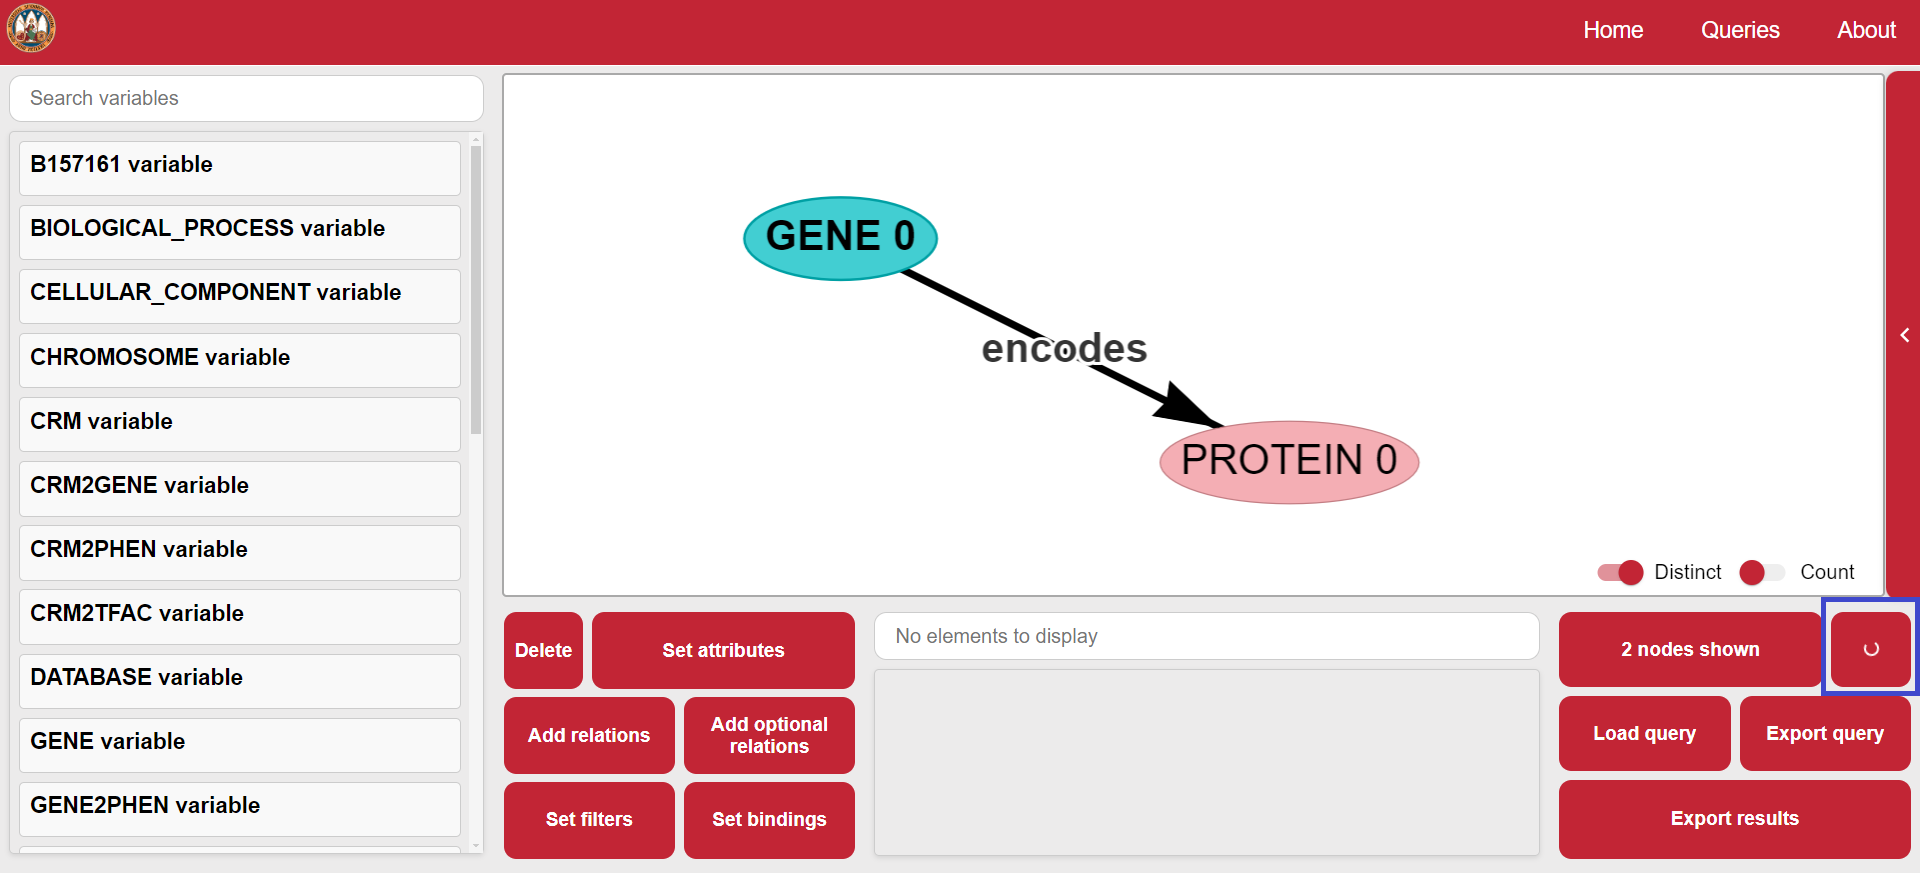 Home
Queries
About
Search variables
B157161 variable
BIOLOGICAL_PROCESS variable
CELLULAR_COMPONENT variable
CHROMOSOME variable
CRM variable
CRM2GENE variable
CRM2PHEN variable
CRM2TFAC variable
DATABASE variable
GENE variable
GENE2PHEN variable
GENE 0
encodes
PROTEIN 0
Distinct
Count
Delete
Set attributes
Add relations
Add optional
relations
Set filters
Set bindings
No elements to display
2 nodes shown
Load query
Export query
Export results